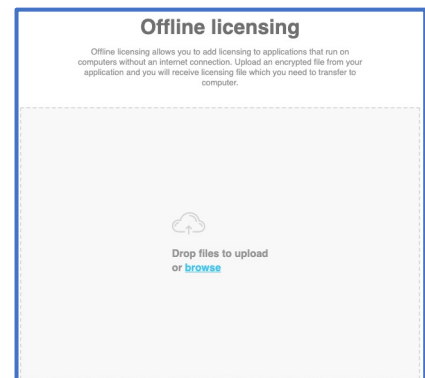 Offline licensing
Offline licensing allows you to add licensing to applications that run on
computers without an internet connection. Upload an encrypted file from your
application and you will receive licensing file which you need to transfer to
computer.
Drop files to upload
or browse